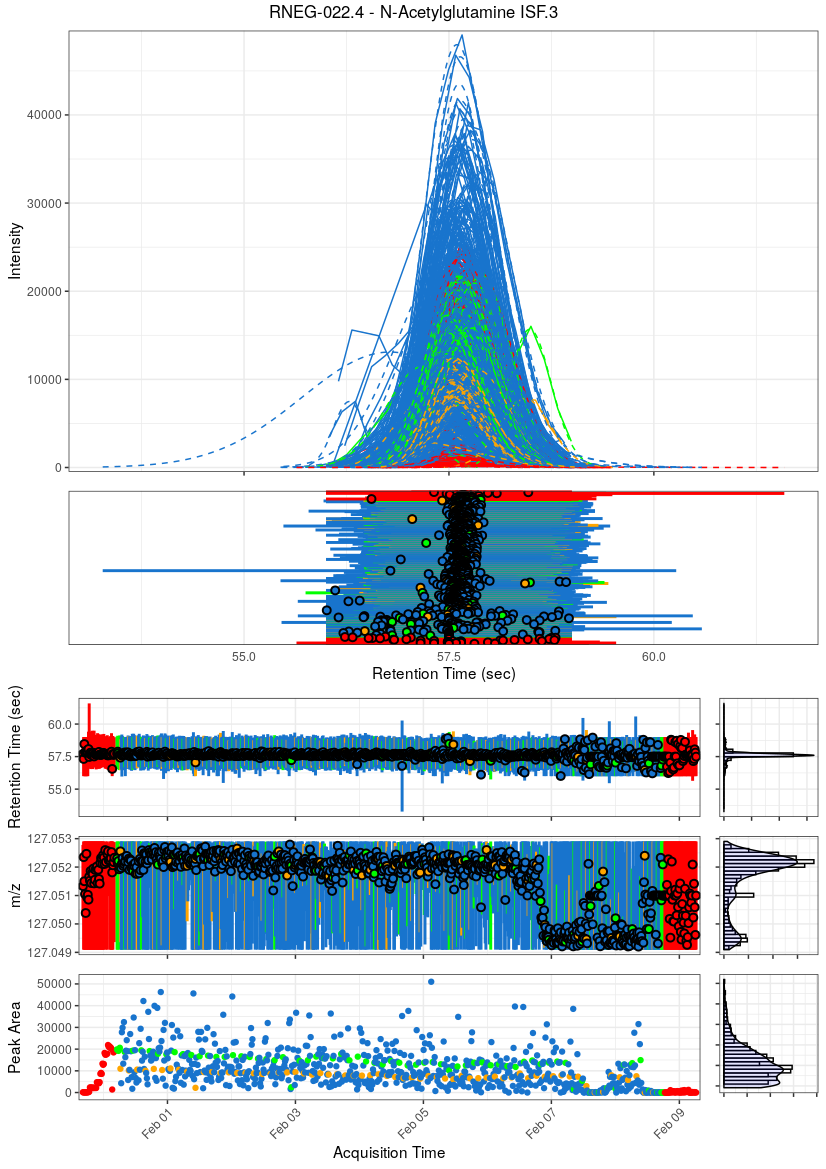 RNEG-022.4 - N-Acetylglutamine ISF.3
Intensity
40000
30000
20000
10000
0
55.0
57.5
60.0
Retention Time (sec)
Retention Time (sec)
60.0
57.5
55.0
m/z
127.053
127.052
127.051
127.050
127.049
Peak Area
50000
40000
30000
20000
10000
0
Feb 01
Feb 03
Feb 05
Feb 07
Feb 09
Acquisition Time